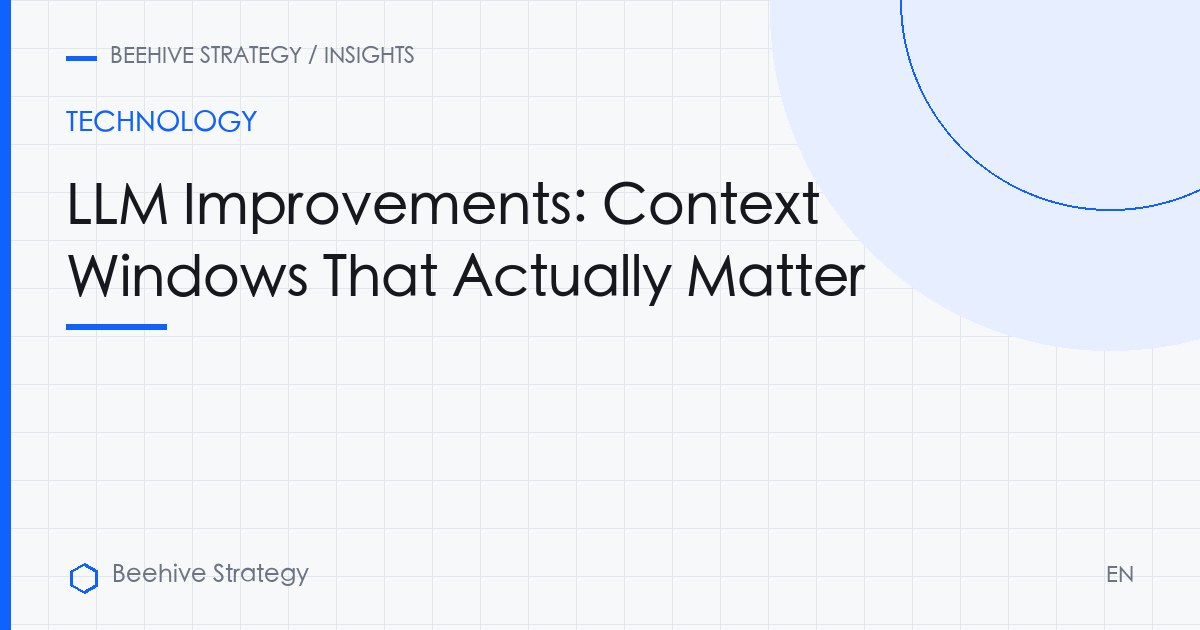 BEEHIVE STRATEGY / INSIGHTS
TECHNOLOGY
LLM Improvements: Context
Windows That Actually Matter
Beehive Strategy
EN